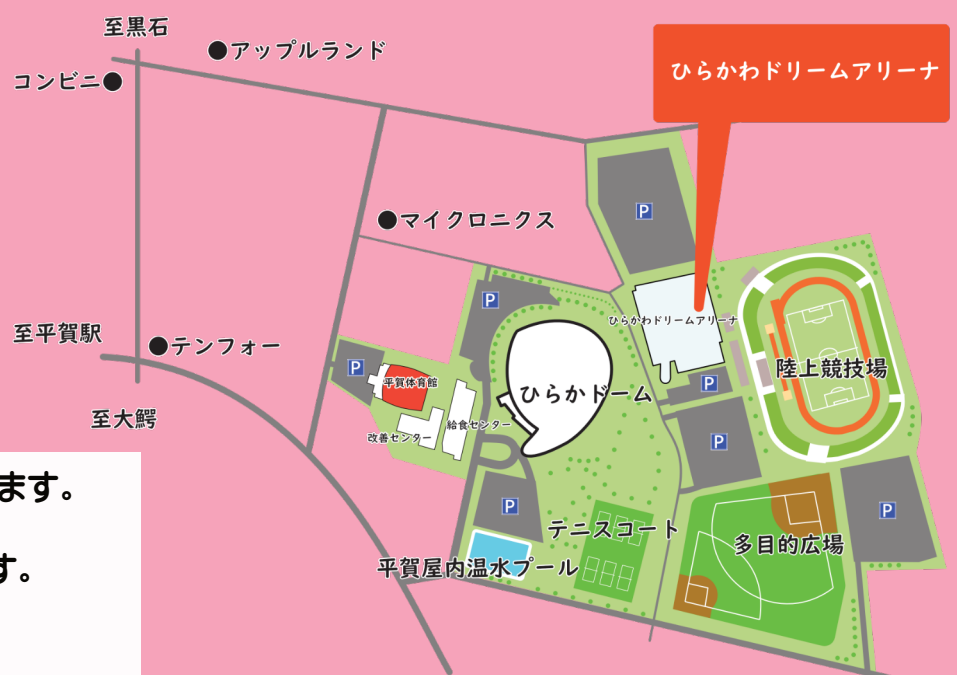 至黒石
●アップルランド
コンビニ●
ひらかわドリームアリーナ
P
●マイクロニクス
P
ひらかわドリームアリーナ
至平賀駅
●テンフォー
P
平賀体育館
ひらかドーム
陸上競技場
P
至大鰐
給食センター
改善センター
P
ます。
P
P
テニスコート
多目的広場
す。
平賀屋内温水プール